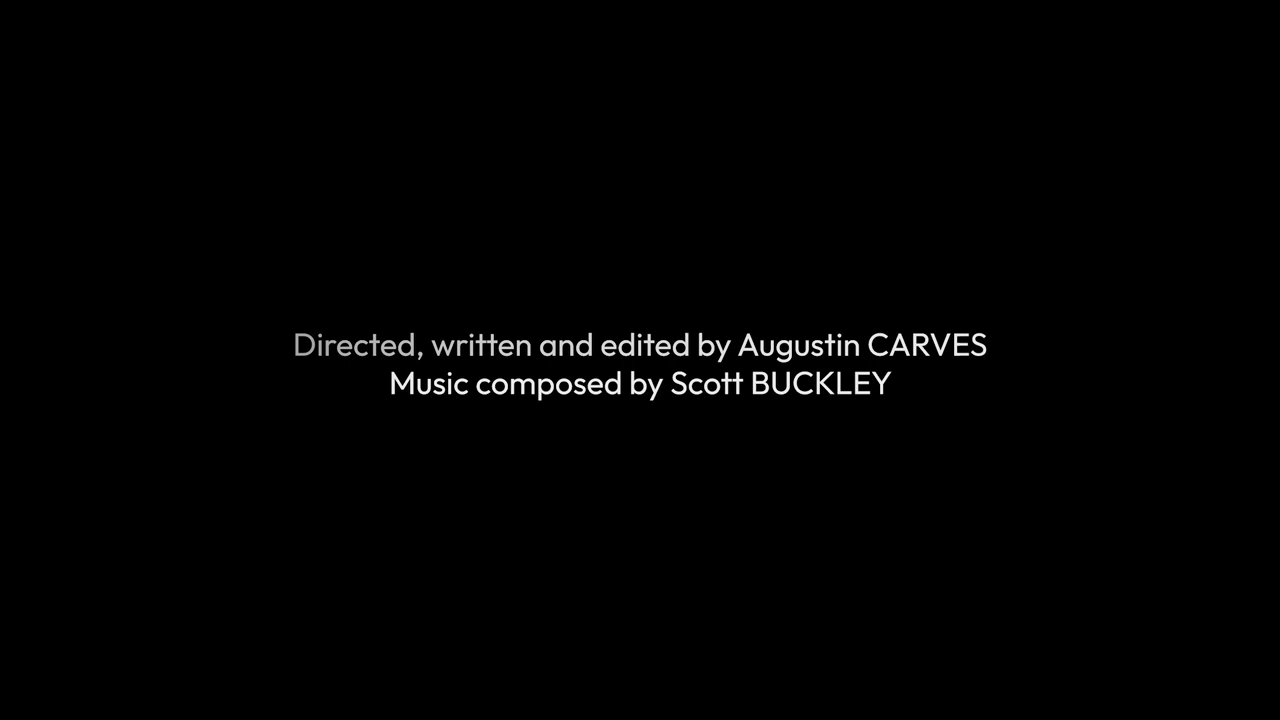 Directed, written and edited by Augustin CARVES
Music composed by Scott BUCKLEY